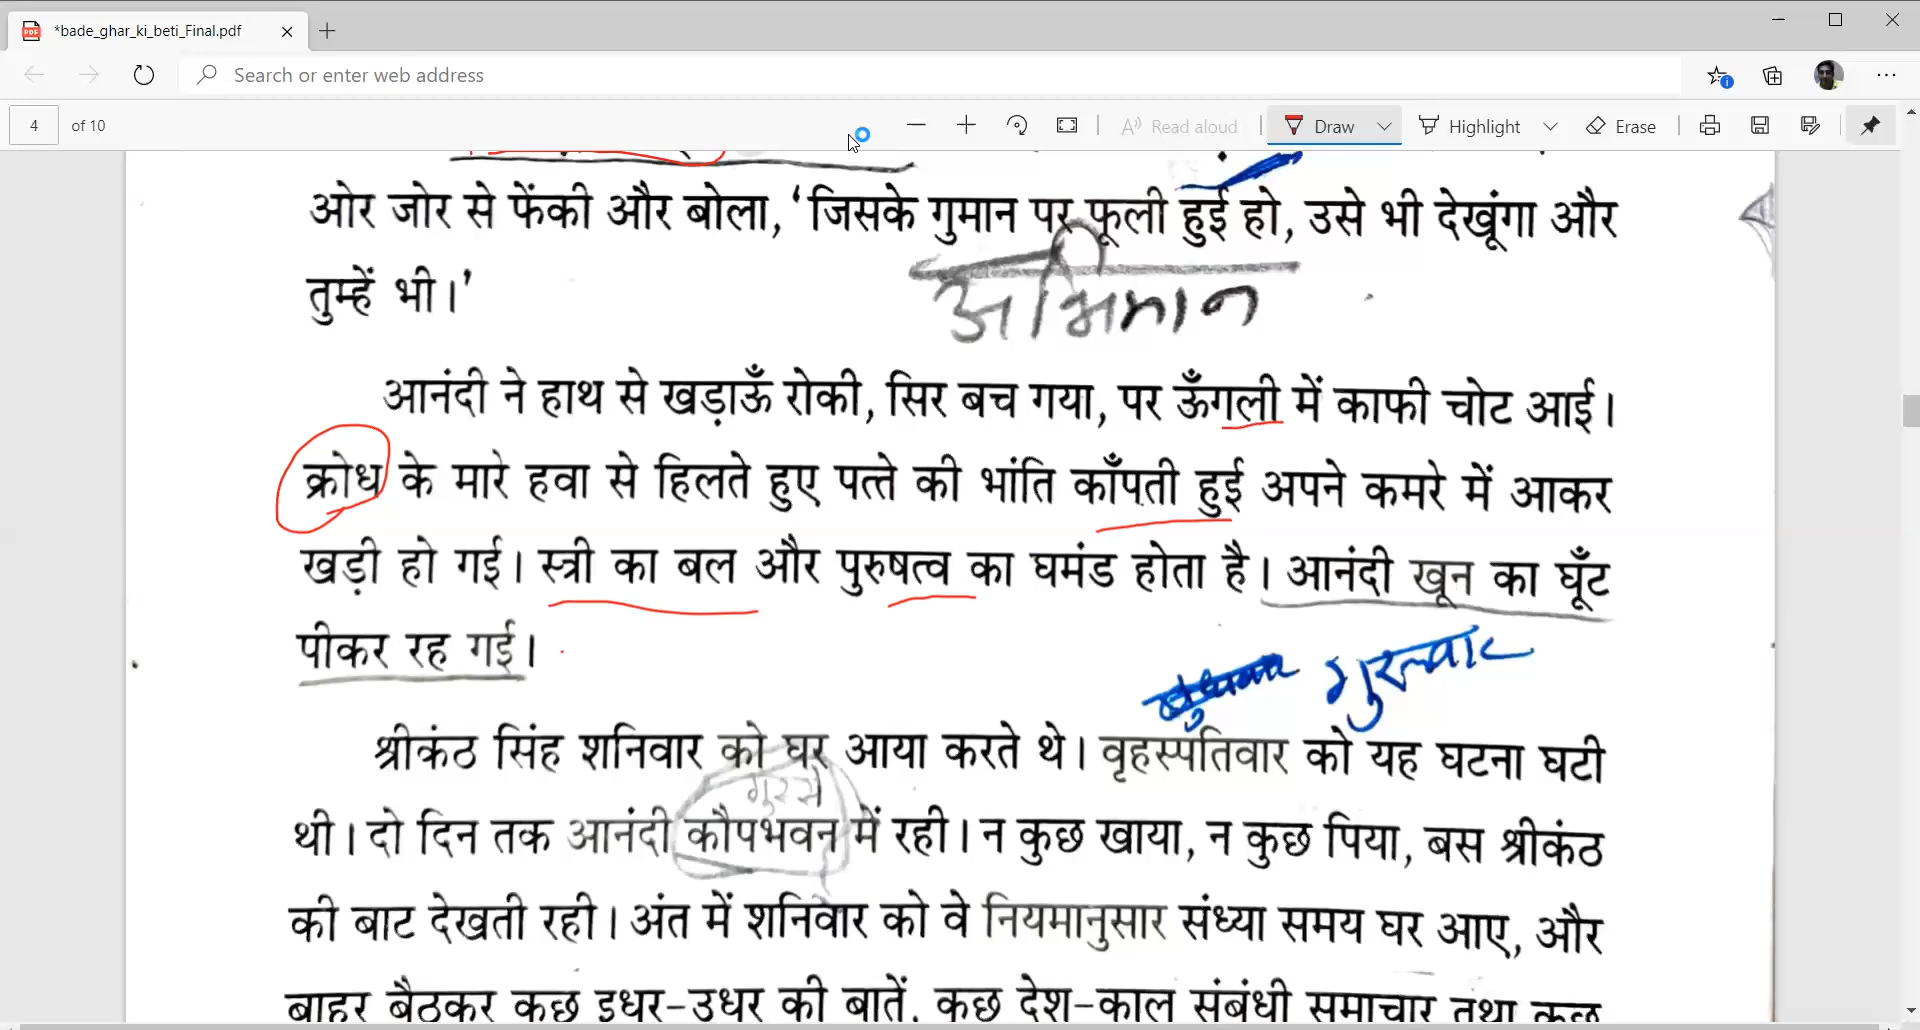 *bade_ghar_ki_beti_Final.pdf
Search or enter web address
4 of 10
Read aloud Draw Highlight Erase
ओर जोर से फेंकी और बोला, ‘जिसके गुमान पर फूली हुई हो, उसे भी देखूंगा और
तुम्हें भी।’
अभिमान
आनंदी ने हाथ से खड़ाऊँ रोकी, सिर बच गया, पर ऊँगली में काफी चोट आई।
क्रोध के मारे हवा से हिलते हुए पत्ते की भांति काँपती हुई अपने कमरे में आकर
खड़ी हो गई। स्त्री का बल और पुरुषत्व का घमंड होता है। आनंदी खून का घूँट
पीकर रह गई।
श्रीकंठ सिंह शनिवार को घर आया करते थे। वृहस्पतिवार को यह घटना घटी
थी। दो दिन तक आनंदी कौपभवन में रही। न कुछ खाया, न कुछ पिया, बस श्रीकंठ
की बाट देखती रही। अंत में शनिवार को वे नियमानुसार संध्या समय घर आए, और
बाहर बैठकर कुछ इधर-उधर की बातें, कुछ देश-काल संबंधी समाचार तथा कुछ